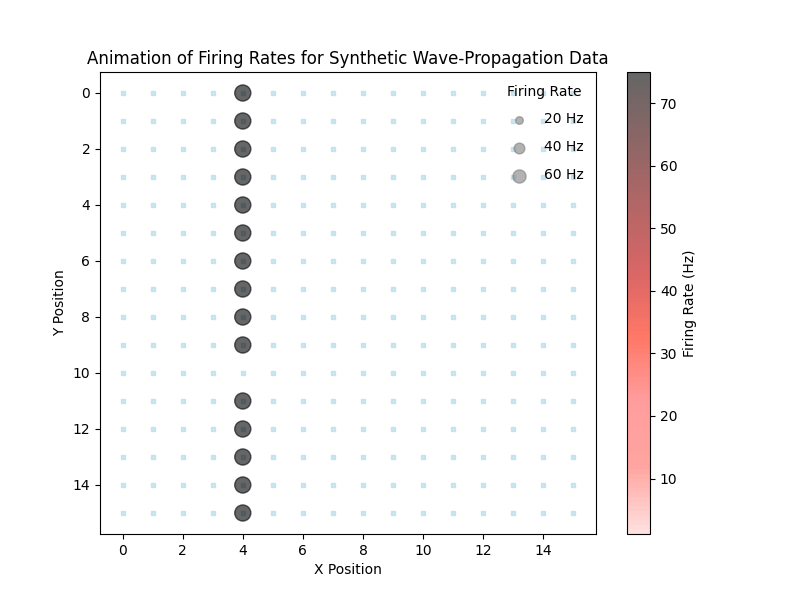 Animation of Firing Rates for Synthetic Wave-Propagation Data
Firing Rate
20 Hz
40 Hz
60 Hz
0
2
4
6
8
10
12
14
Y Position
0
2
4
6
8
10
12
14
X Position
70
60
50
40
30
20
10
Firing Rate (Hz)